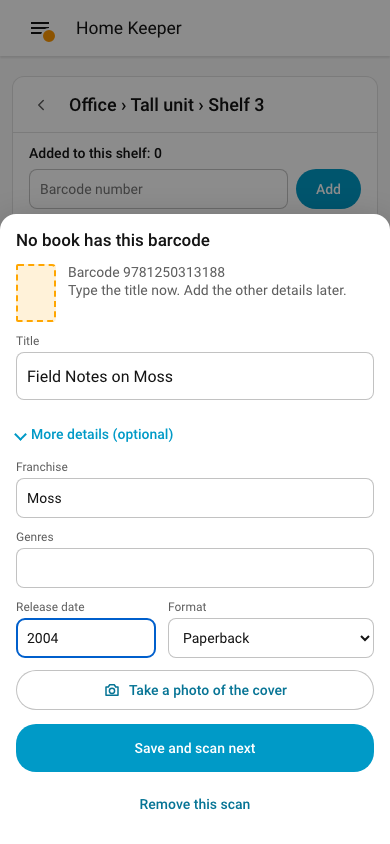 Home Keeper
Office › Tall unit › Shelf 3
Added to this shelf: 0
Barcode number
Add
No book has this barcode
Barcode 9781250313188
Type the title now. Add the other details later.
Title
Field Notes on Moss
More details (optional)
Franchise
Moss
Genres
Release date
Format
2004
Paperback
Take a photo of the cover
Save and scan next
Remove this scan